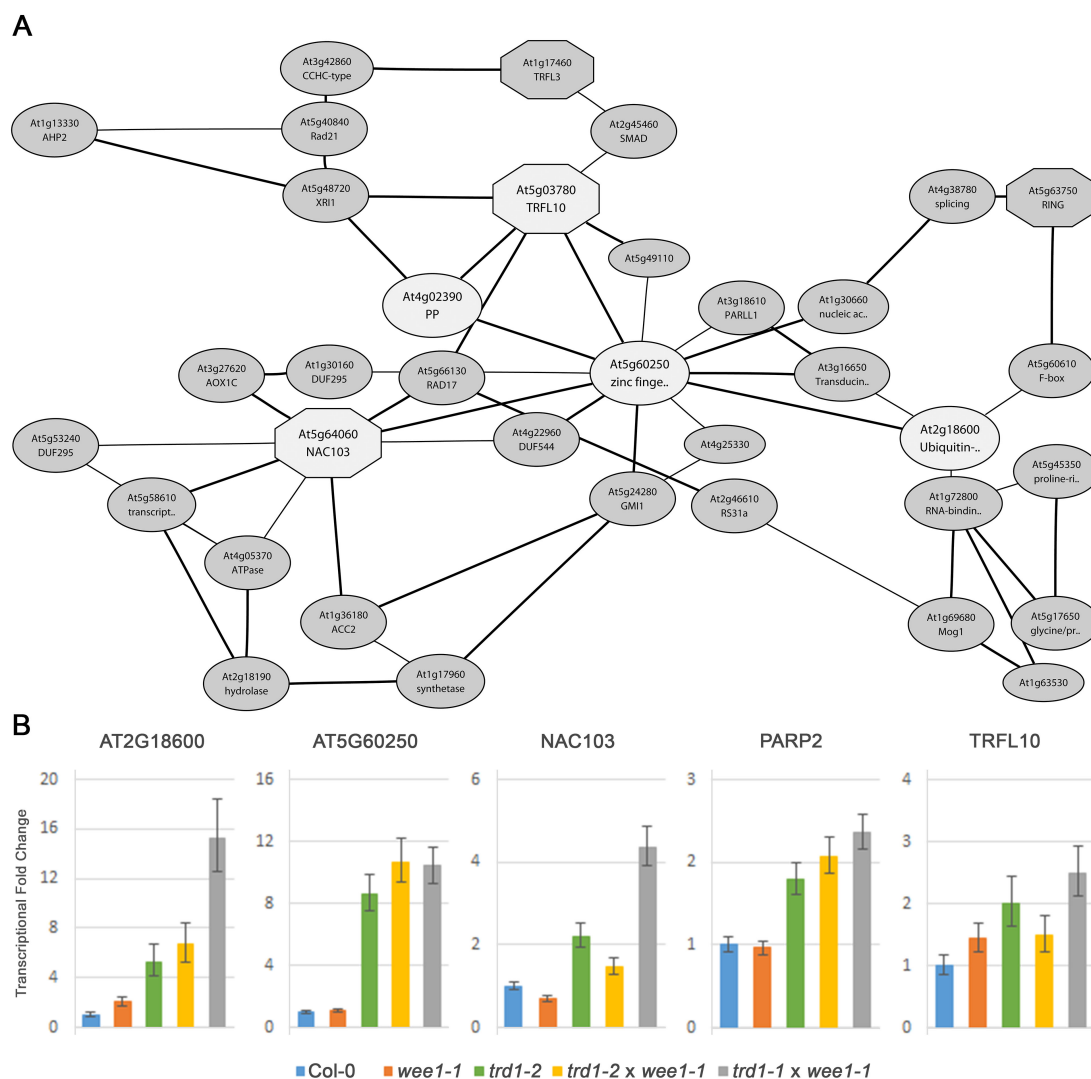 A
At3g42860
CCHC-type
At1g17460
TRFL3
At1g13330
AHP2
At5g40840
Rad21
At2g45460
SMAD
At5g48720
XRI1
At5g03780
TRFL10
At4g38780
splicing
At5g63750
RING
At5g49110
At4g02390
PP
At3g18610
PARLL1
At1g30660
nucleic ac..
At3g27620
AOX1C
At1g30160
DUF295
At5g66130
RAD17
At5g60250
zinc finge..
At3g16650
Transducin..
At5g60610
F-box
At5g53240
DUF295
At5g64060
NAC103
At4g22960
DUF544
At4g25330
At2g18600
Ubiquitin-..
At5g45350
proline-ri..
At5g58610
transcript..
At5g24280
GMI1
At2g46610
RS31a
At1g72800
RNA-bindin..
At4g05370
ATPase
At1g36180
ACC2
At1g69680
Mog1
At5g17650
glycine/pr..
At2g18190
hydrolase
At1g17960
synthetase
At1g63530
B
AT2G18600
AT5G60250
NAC103
PARP2
TRFL10
Transcriptional Fold Change
20
16
12
8
4
0
16
12
8
4
0
6
4
2
0
3
2
1
0
4
3
2
1
0
Col-0 wee1-1 trd1-2 trd1-2 x wee1-1 trd1-1 x wee1-1